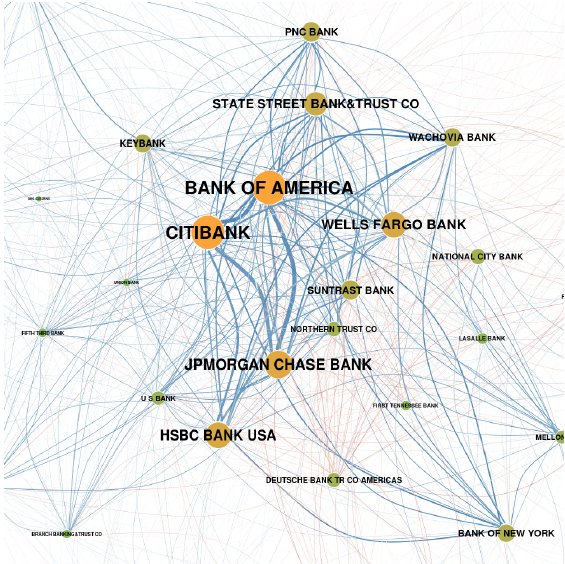 PNC BANK
STATE STREET BANK&TRUST CO
WACHOVIA BANK
KEYBANK
BANK OF AMERICA
CITIBANK
WELLS FARGO BANK
NATIONAL CITY BANK
UNION BANK
SUNTRAST BANK
NORTHERN TRUST CO
FIFTH THIRD BANK
LASALLE BANK
JPMORGAN CHASE BANK
U S BANK
FIRST TENNESSEE BANK
HSBC BANK USA
MELLON
DEUTSCHE BANK TR CO AMERICAS
BRANCH BANKING&TRUST CO
BANK OF NEW YORK